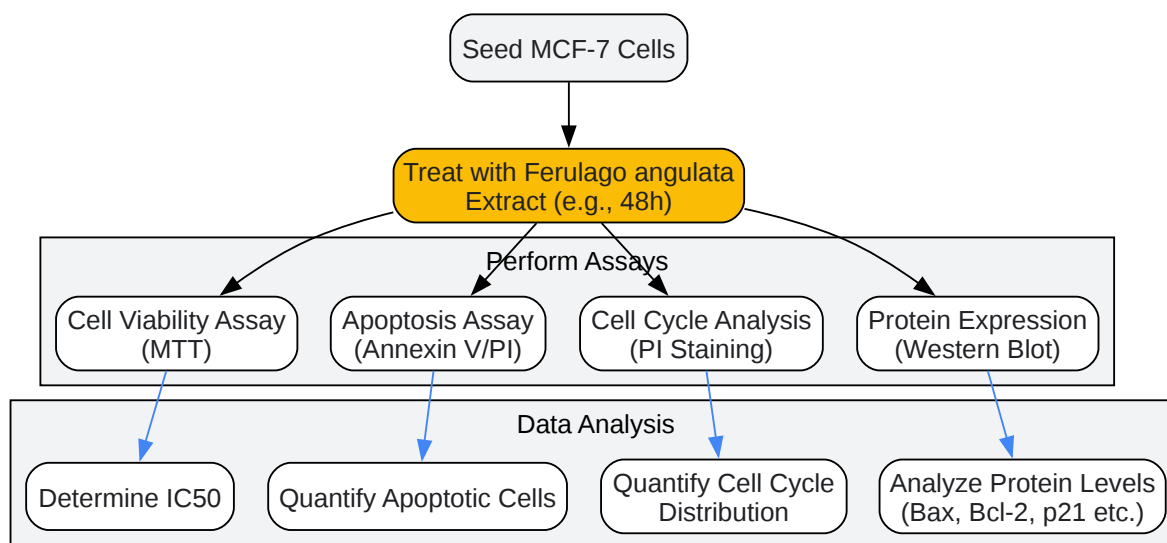 Seed MCF-7 Cells
Treat with Ferulago angulata
Extract (e.g., 48h)
Perform Assays
Cell Viability Assay
(MTT)
Apoptosis Assay
(Annexin V/PI)
Cell Cycle Analysis
(PI Staining)
Protein Expression
(Western Blot)
Data Analysis
Determine IC50
Quantify Apoptotic Cells
Quantify Cell Cycle
Distribution
Analyze Protein Levels
(Bax, Bcl-2, p21 etc.)